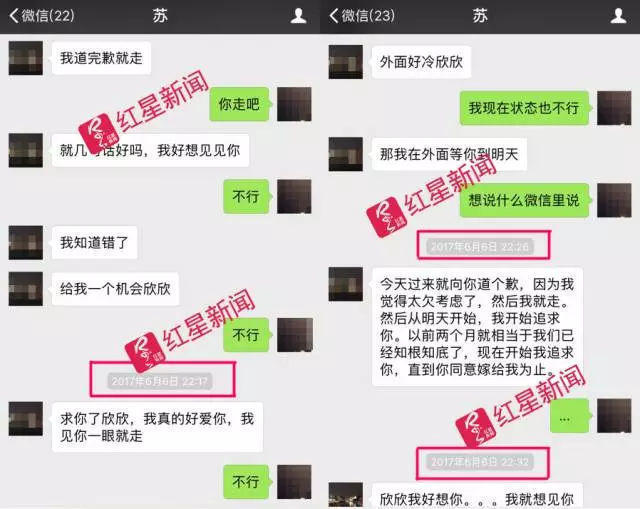 微信(22)
苏
我道完歉就走
你走吧
就几句话好吗，我好想见见你
不行
我知道错了
给我一个机会欣欣
不行
2017年6月6日 22:17
求你了欣欣，我真的好爱你，我
见你一眼就走
不行
红星新闻
红星新闻
微信(23)
苏
外面好冷欣欣
我现在状态也不行
那我在外面等你到明天
想说什么微信里说
2017年6月6日 22:26
今天过来就向你道个歉，因为我
觉得太欠考虑了，然后我就走。
然后从明天开始，我开始追求
你。以前两个月就相当于我们已
经知根知底了，现在开始我追求
你，直到你同意嫁给我为止。
...
2017年6月6日 22:32
欣欣我好想你。。。我就想见你
红星新闻
红星新闻